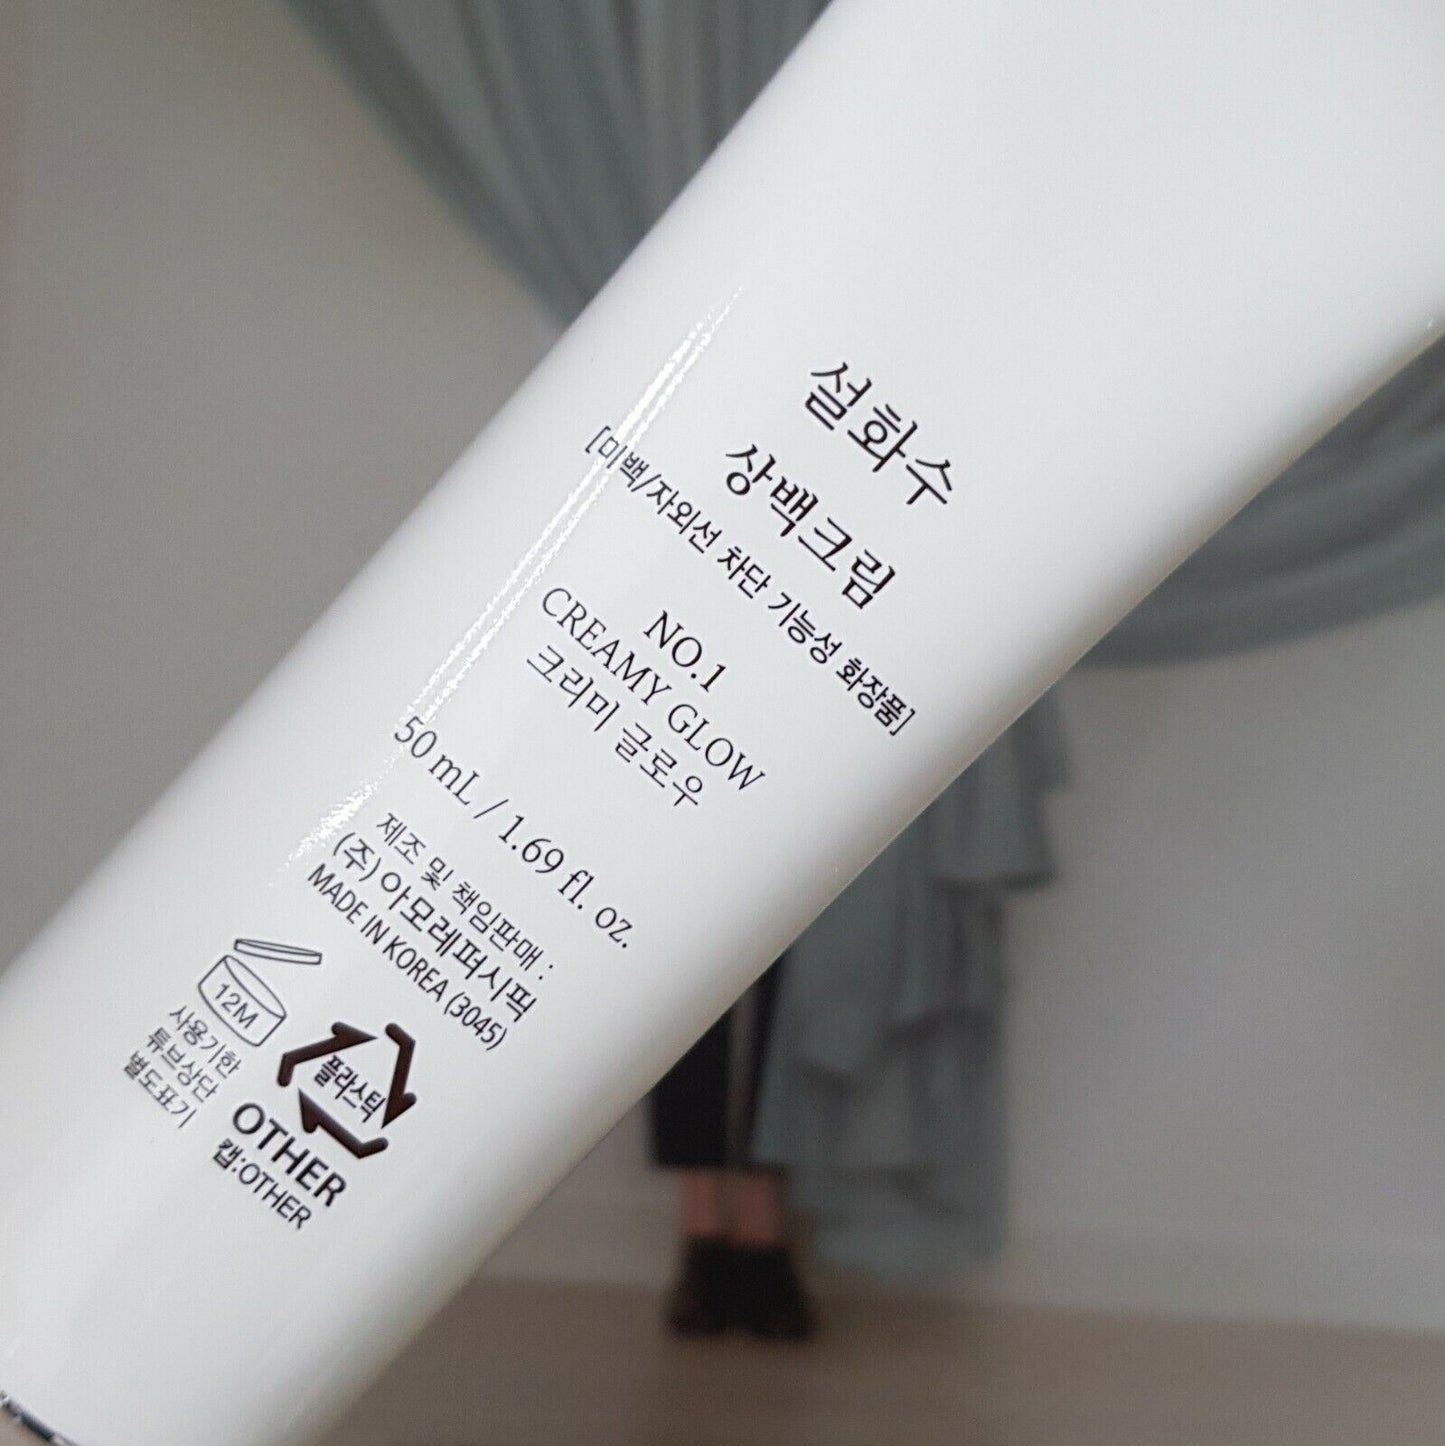 설화수
상백크림
[미백/자외선 차단 기능성 화장품]
NO.1
CREAMY GLOW
크리미 글로우
50 mL / 1.69 fl. oz.
제조 및 책임판매 :
(주) 아모레퍼시픽
MADE IN KOREA (3045)
12M
사용기한
튜브상단
별도표기
플라스틱
OTHER
캡:OTHER